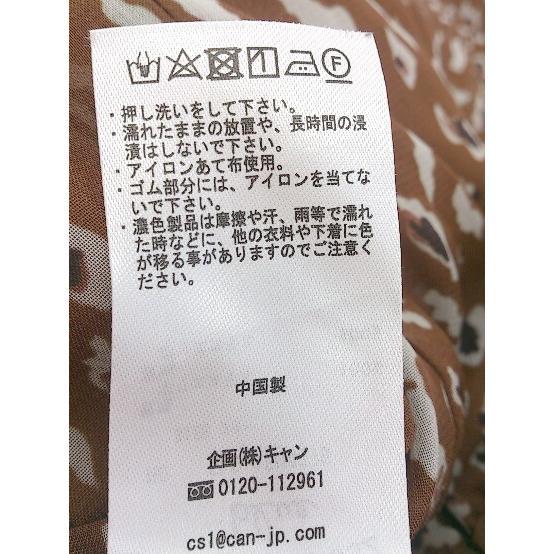 F
・押し洗いをして下さい。
・濡れたままの放置や、長時間の浸
漬はしないで下さい。
・アイロンあて布使用。
・ゴム部分には、アイロンを当てな
いで下さい。
・濃色製品は摩擦や汗、雨等で濡れ
た時などに、他の衣料や下着に色
が移る事がありますのでご注意く
ださい。
中国製
企画(株)キャン
0120-112961
cs1@can-jp.com